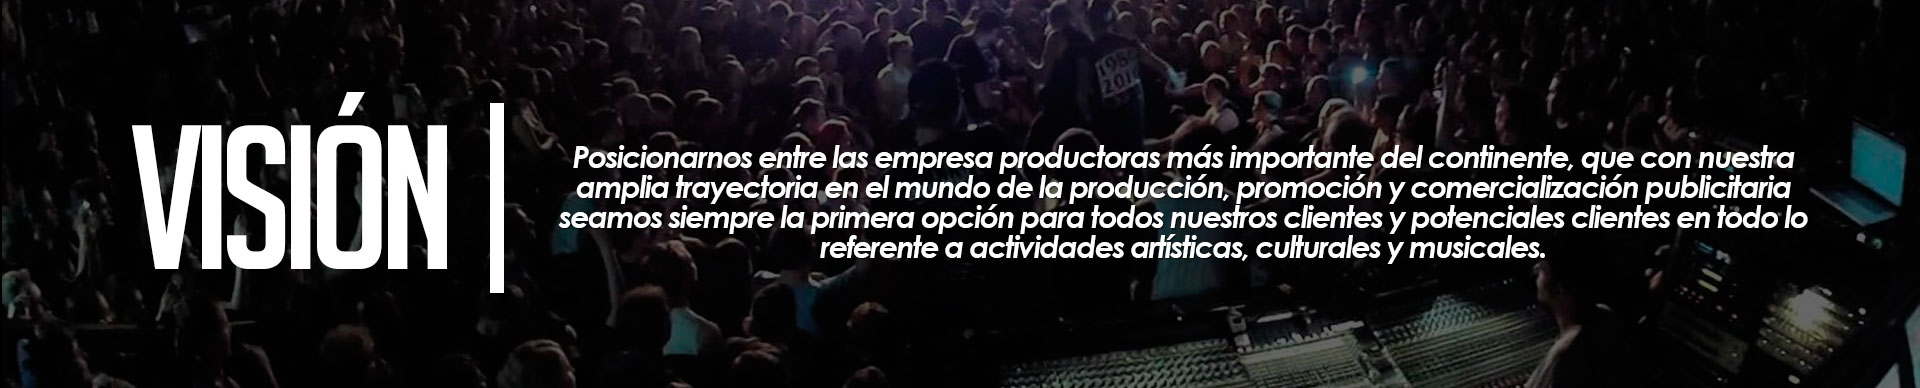 VISIÓN
Posicionarnos entre las empresa productoras más importante del continente, que con nuestra
amplia trayectoria en el mundo de la producción, promoción y comercialización publicitaria
seamos siempre la primera opción para todos nuestros clientes y potenciales clientes en todo lo
referente a actividades artísticas, culturales y musicales.